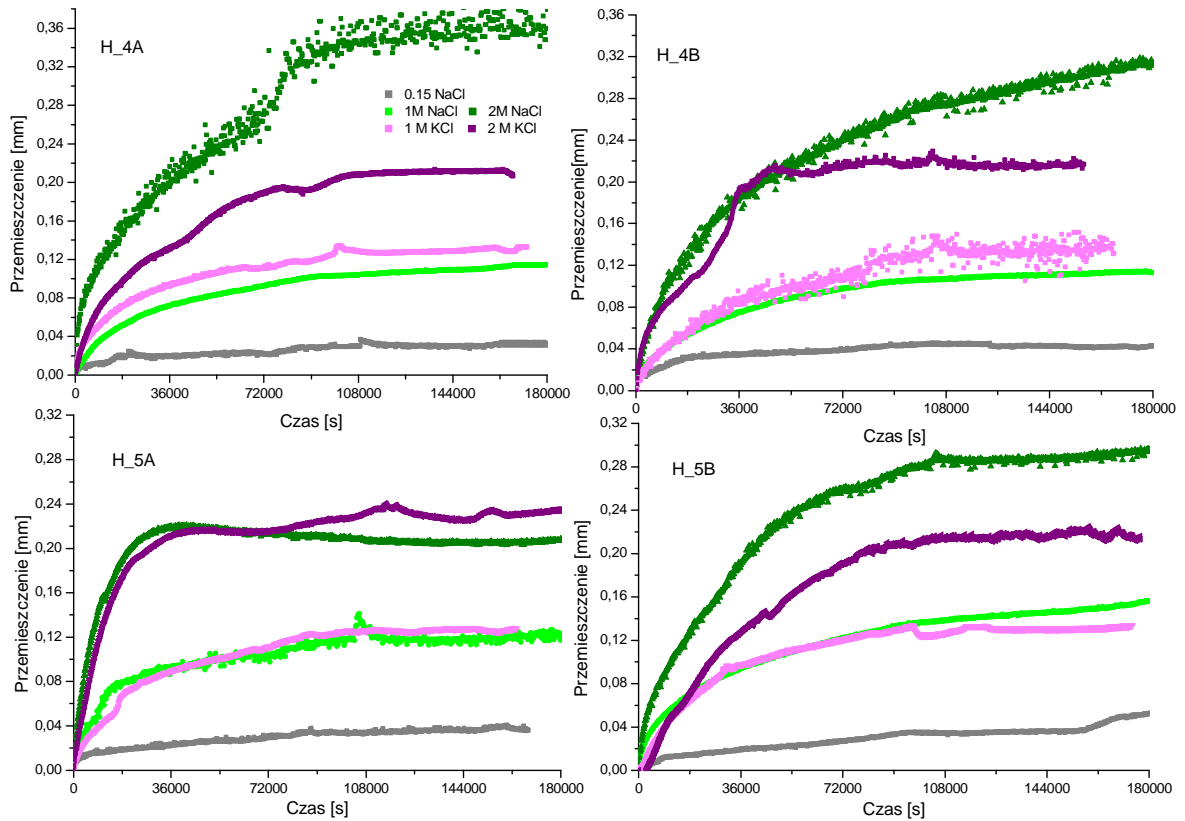 H_4A
0,36
0,32
0,28
0,24
0,20
0,16
0,12
0,08
0,04
0,00
Przemieszczenie [mm]
0.15 NaCl
1M NaCl 2M NaCl
1 M KCl 2 M KCl
0 36000 72000 108000 144000 180000
Czas [s]
H_4B
0,36
0,32
0,28
0,24
0,20
0,16
0,12
0,08
0,04
0,00
Przemieszczenie[mm]
0 36000 72000 108000 144000 180000
Czas [s]
H_5A
0,32
0,28
0,24
0,20
0,16
0,12
0,08
0,04
0,00
Przemieszczenie [mm]
0 36000 72000 108000 144000 180000
Czas [s]
H_5B
0,32
0,28
0,24
0,20
0,16
0,12
0,08
0,04
0,00
Przemieszczenie [mm]
0 36000 72000 108000 144000 180000
Czas [s]